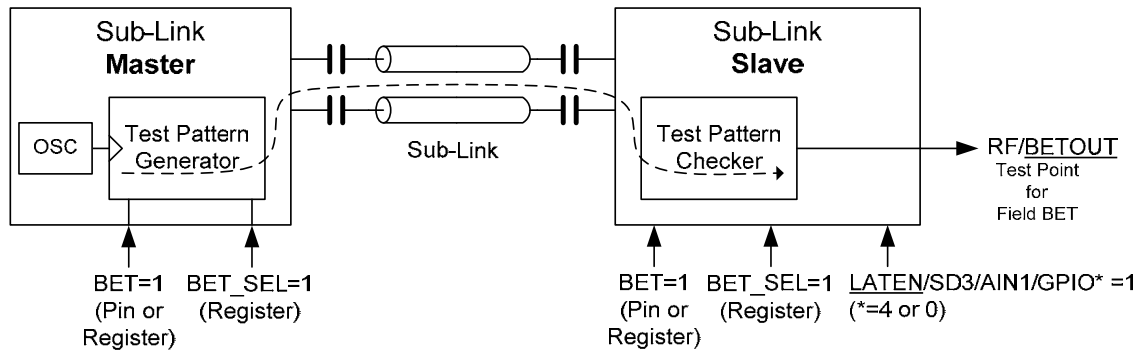 Sub-Link
Master
OSC
Test Pattern
Generator
Sub-Link
Sub-Link
Slave
Test Pattern
Checker
RF/BETOUT
Test Point
for
Field BET
BET=1
(Pin or
Register)
BET_SEL=1
(Register)
BET=1
(Pin or
Register)
BET_SEL=1
(Register)
LATEN/SD3/AIN1/GPIO* =1
(*=4 or 0)